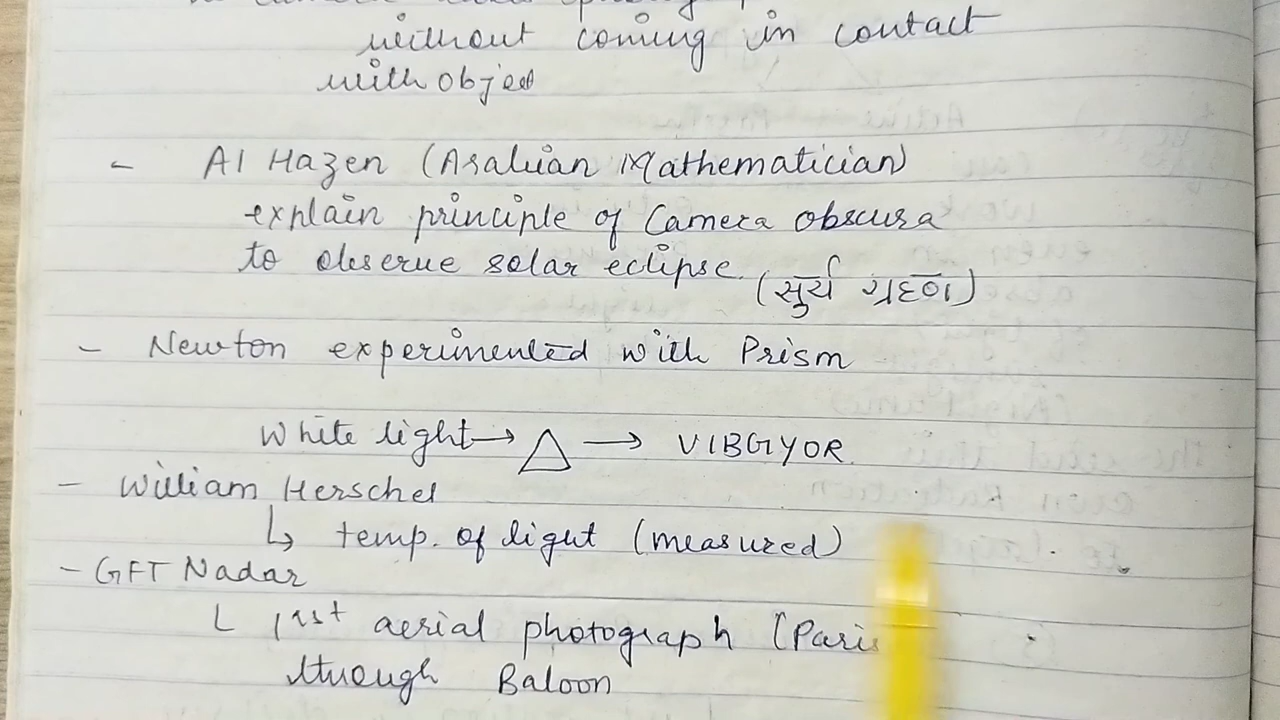 without coming in contact
with objec
- Al Hazen (Arabian Mathematician)
explain principle of Camera obscura
to observe solar eclipse. (सुर्य ग्रहण)
- Newton experimented with Prism
White light → △ → VIBGYOR.
- William Herschel
↳ temp. of light (measured)
- GFT Nadar
L 1rst aerial photograph (Paris
through Baloon